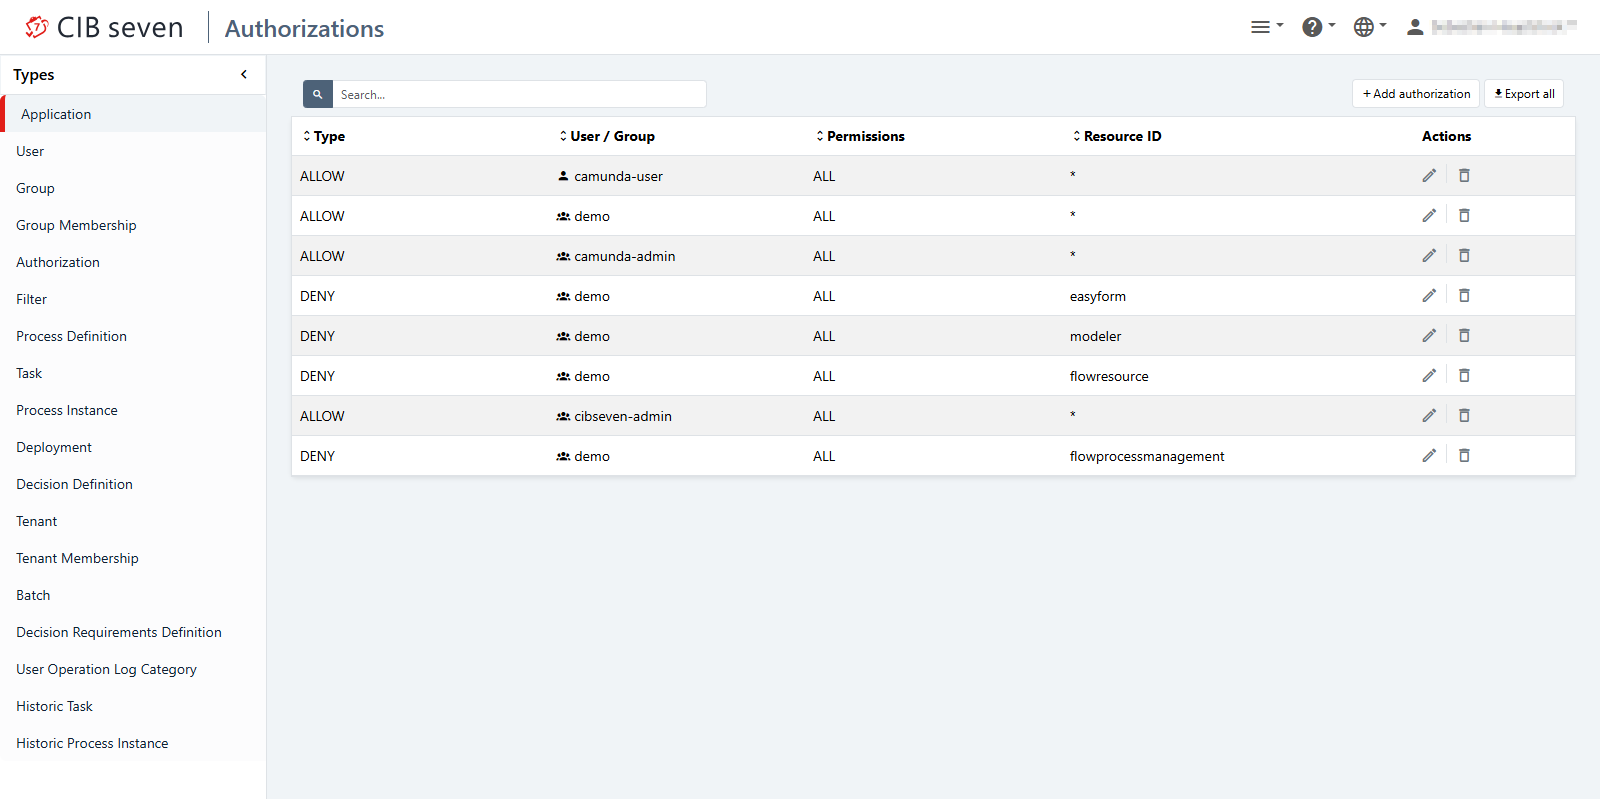 CIB seven
Authorizations
Types
Application
User
Group
Group Membership
Authorization
Filter
Process Definition
Task
Process Instance
Deployment
Decision Definition
Tenant
Tenant Membership
Batch
Decision Requirements Definition
User Operation Log Category
Historic Task
Historic Process Instance
Search...
+ Add authorization
Export all
Type User / Group Permissions Resource ID Actions
ALLOW camunda-user ALL *
ALLOW demo ALL *
ALLOW camunda-admin ALL *
DENY demo ALL easyform
DENY demo ALL modeler
DENY demo ALL flowresource
ALLOW cibseven-admin ALL *
DENY demo ALL flowprocessmanagement